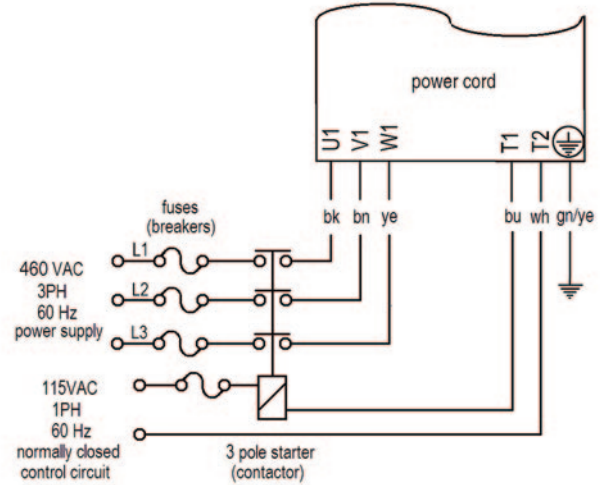 power cord
U1 V1 W1 T1 T2
bk bn ye bu wh gn/ye
fuses
(breakers)
L1
L2
L3
460 VAC
3PH
60 Hz
power supply
115VAC
1PH
60 Hz
normally closed
control circuit
3 pole starter
(contactor)